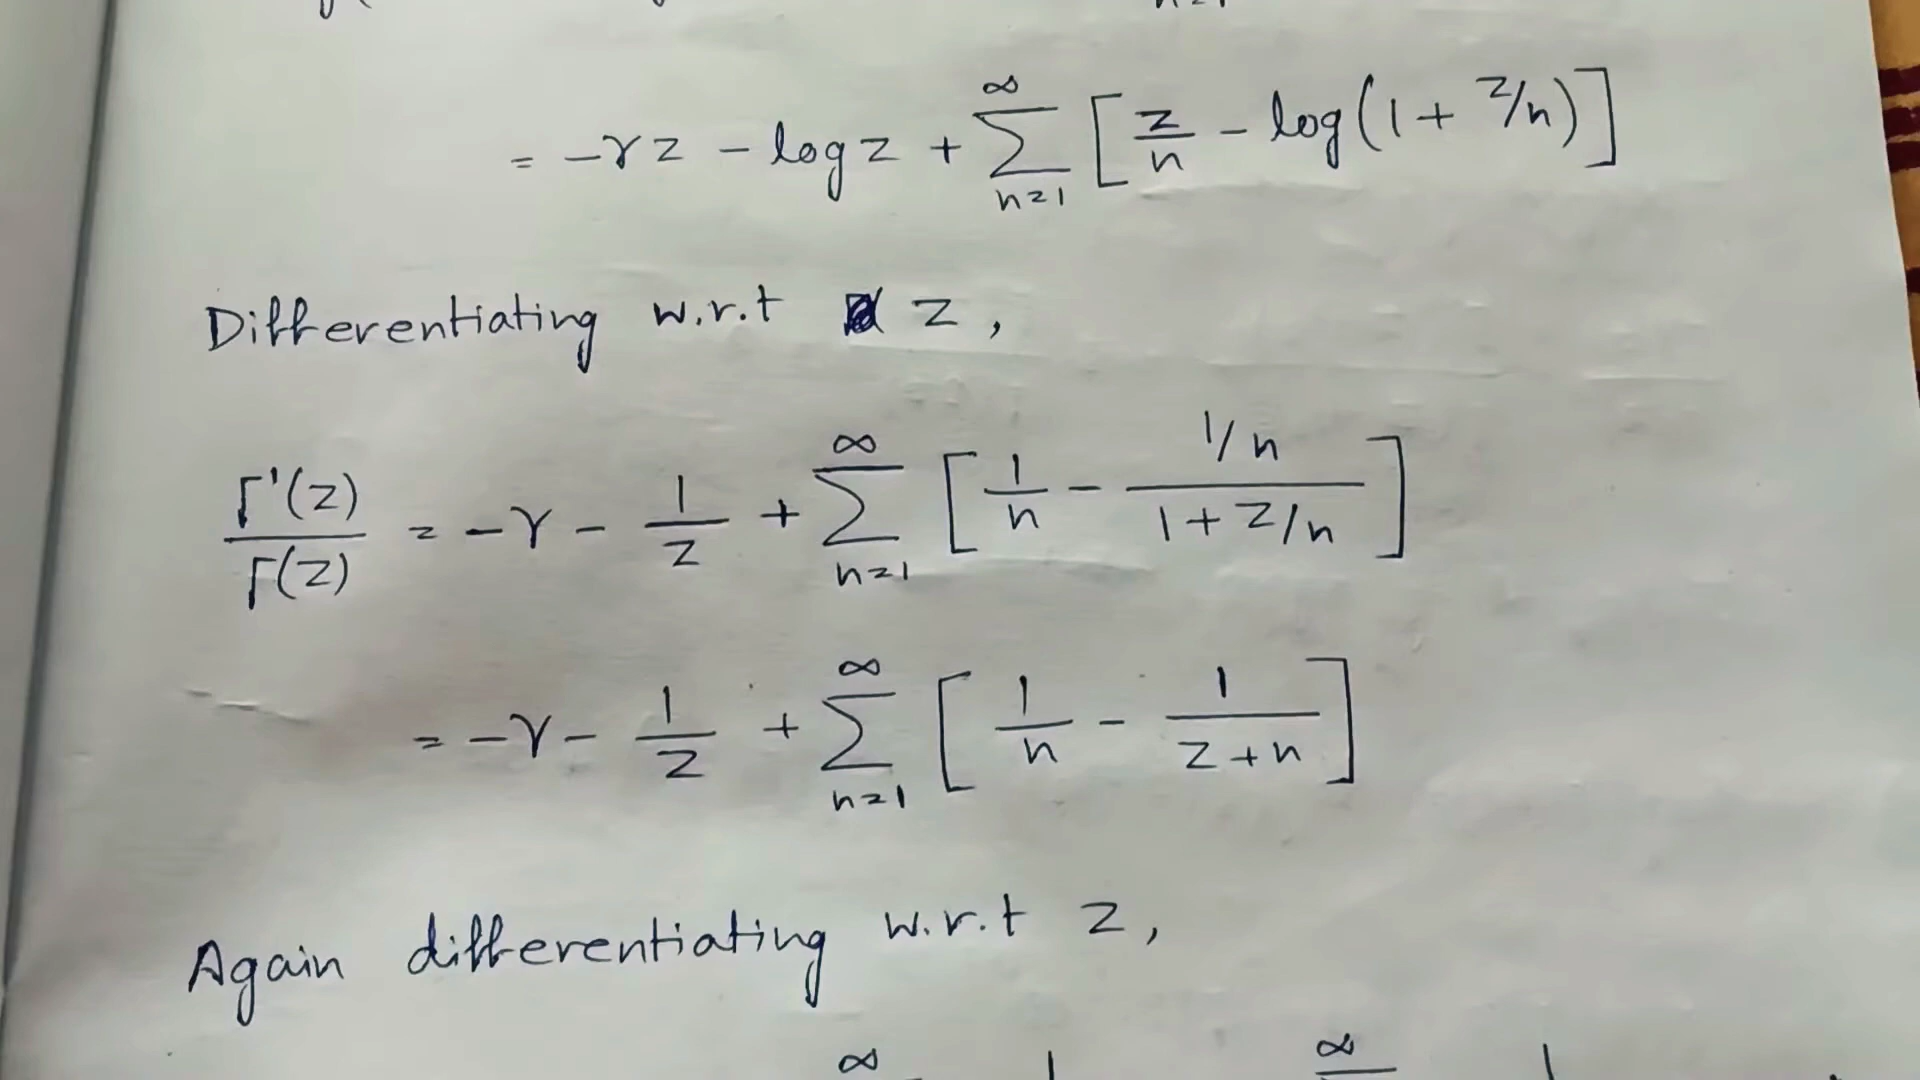 = -γz - log z + ∞ Σ n=1 [z/n - log(1 + z/n)]
Differentiating w.r.t z,
Γ'(z)/Γ(z) = -γ - 1/z + ∞ Σ n=1 [1/n - (1/n)/(1 + z/n)]
= -γ - 1/z + ∞ Σ n=1 [1/n - 1/(z+n)]
Again differentiating w.r.t z,